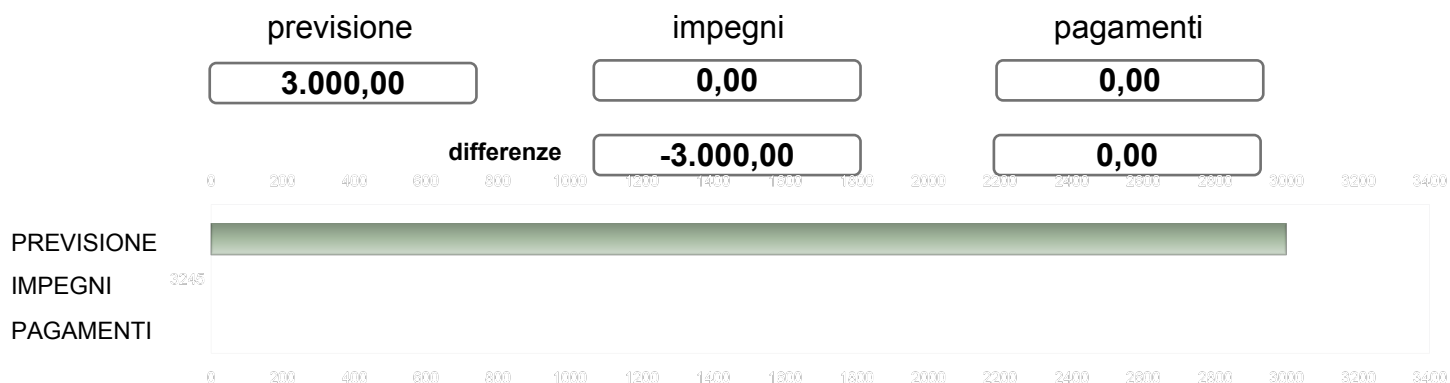 previsione impegni pagamenti
3.000,00 0,00 0,00
differenze -3.000,00 0,00
0 200 400 600 800 1000 1200 1400 1600 1800 2000 2200 2400 2600 2800 3000 3200 3400
PREVISIONE
3245
IMPEGNI
PAGAMENTI
0 200 400 600 800 1000 1200 1400 1600 1800 2000 2200 2400 2600 2800 3000 3200 3400